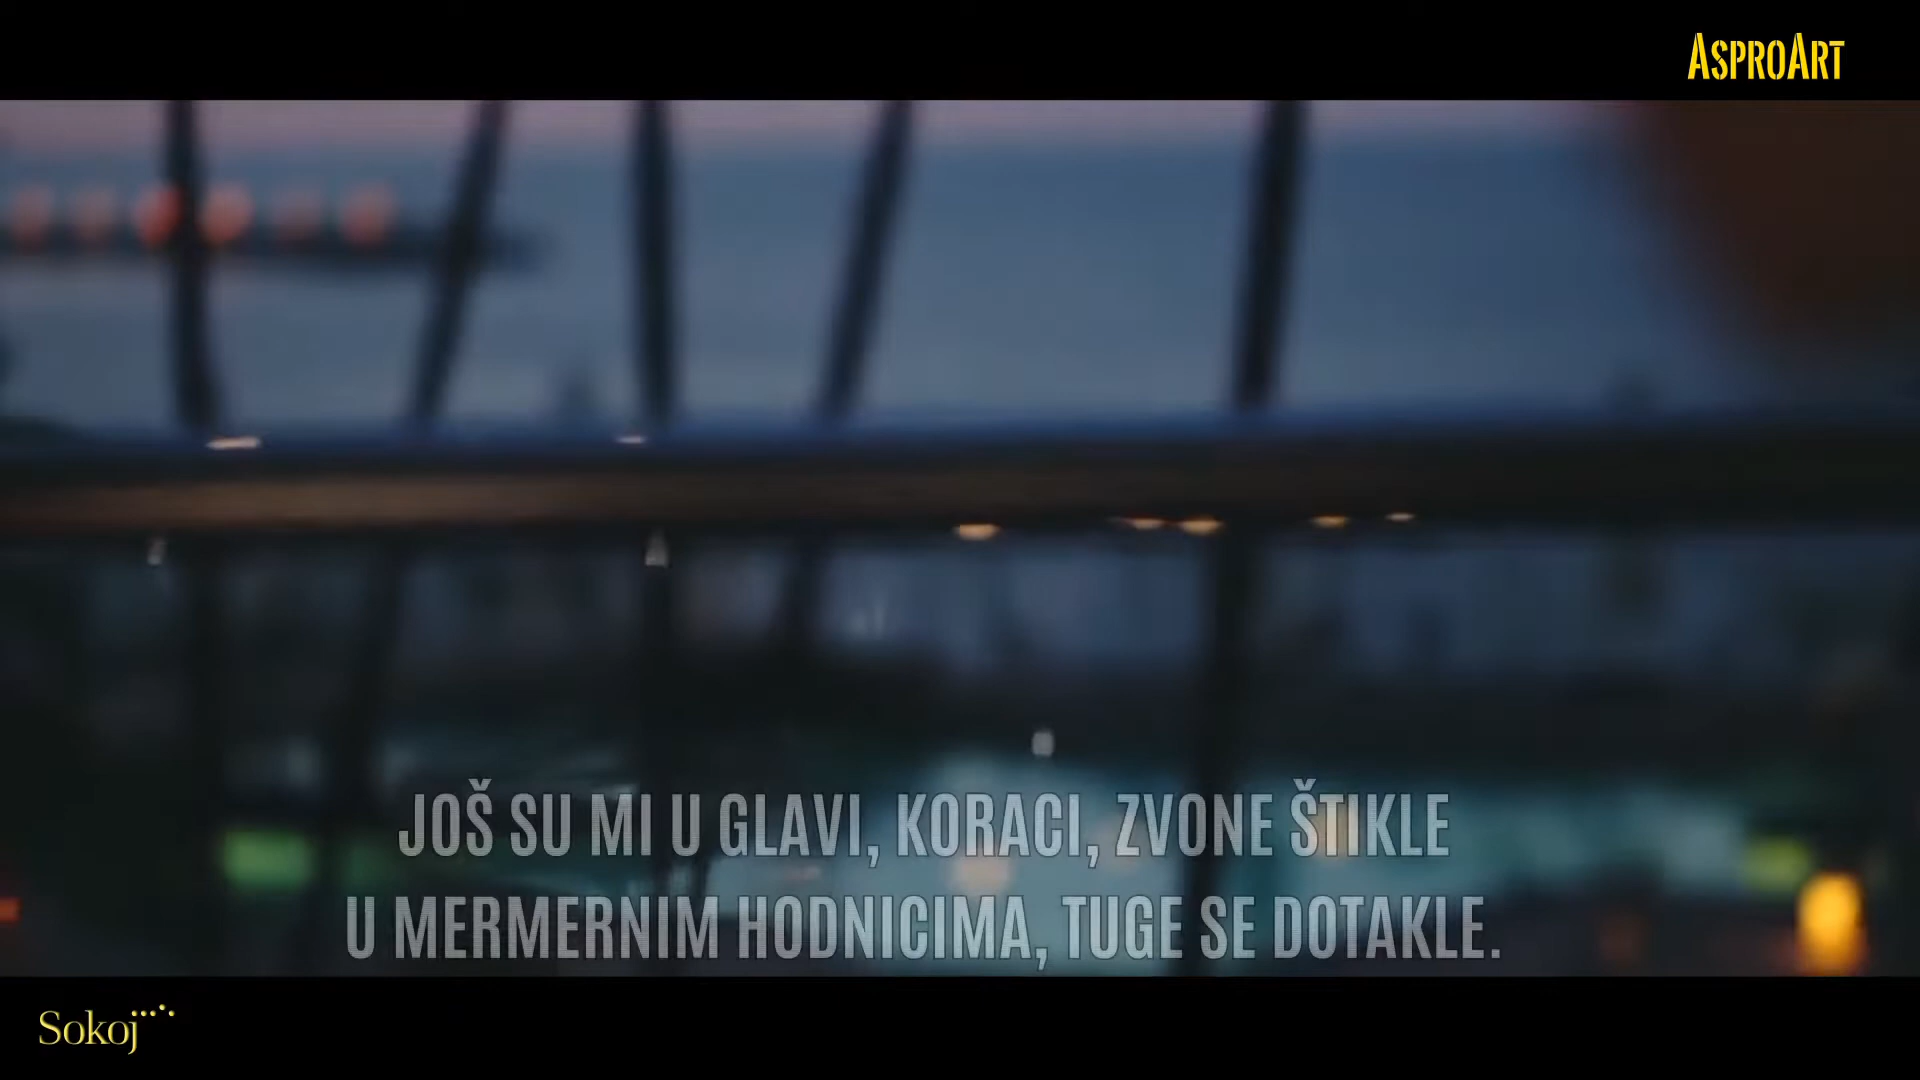 ASPROART
JOŠ SU MI U GLAVI, KORACI, ZVONE ŠTIKLE
U MERMERNIM HODNICIMA, TUGE SE DOTAKLE.
Sokoj